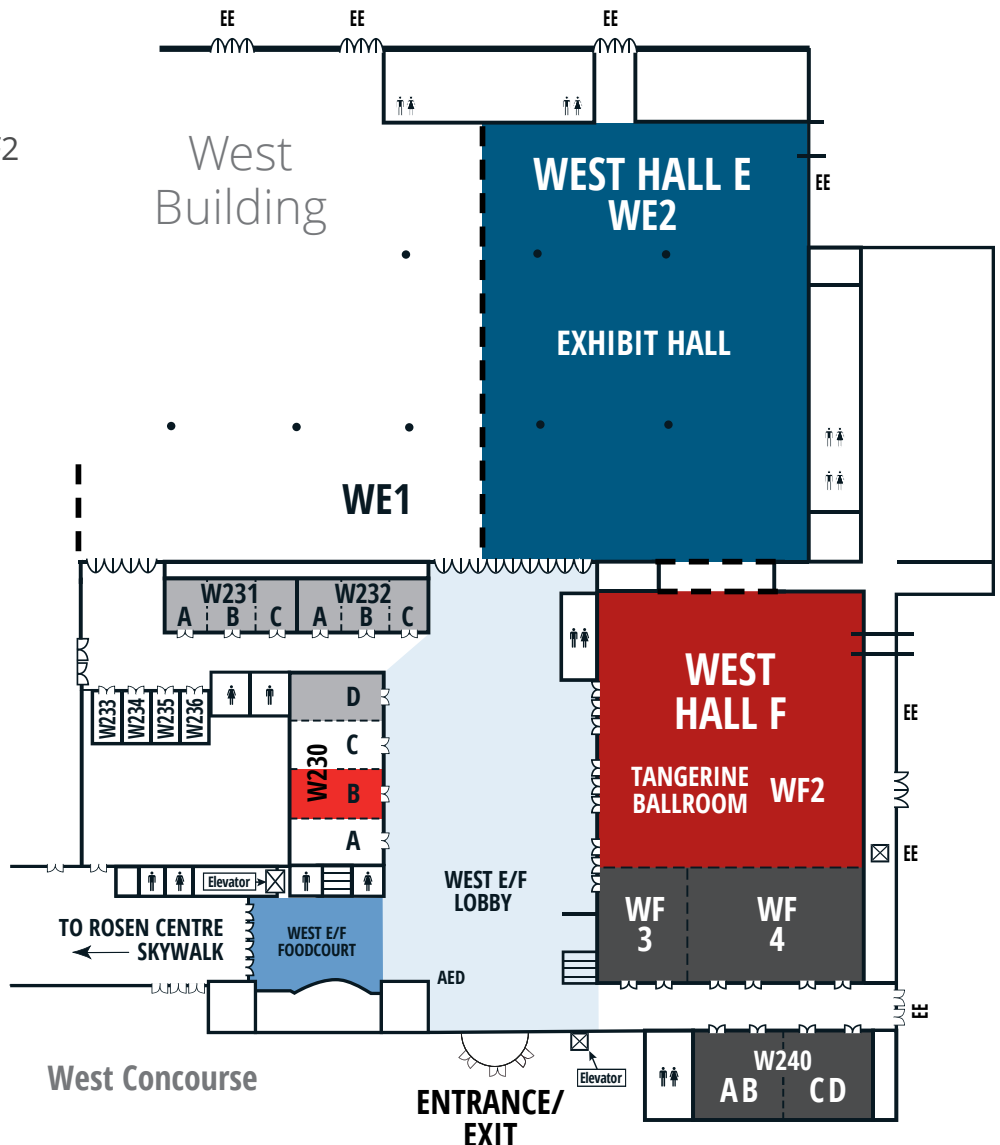 EE
EE
EE
West
Building
WEST HALL E
WE2
EE
EXHIBIT HALL
WE1
W231
A B C
W232
A B C
W233
W234
W235
W236
W230
D
C
B
A
WEST
HALL F
TANGERINE
BALLROOM
WF2
EE
EE
WF
3
WF
4
WEST E/F
LOBBY
Elevator
TO ROSEN CENTRE
SKYWALK
WEST E/F
FOODCOURT
AED
EE
West Concourse
ENTRANCE/
EXIT
Elevator
W240
AB CD